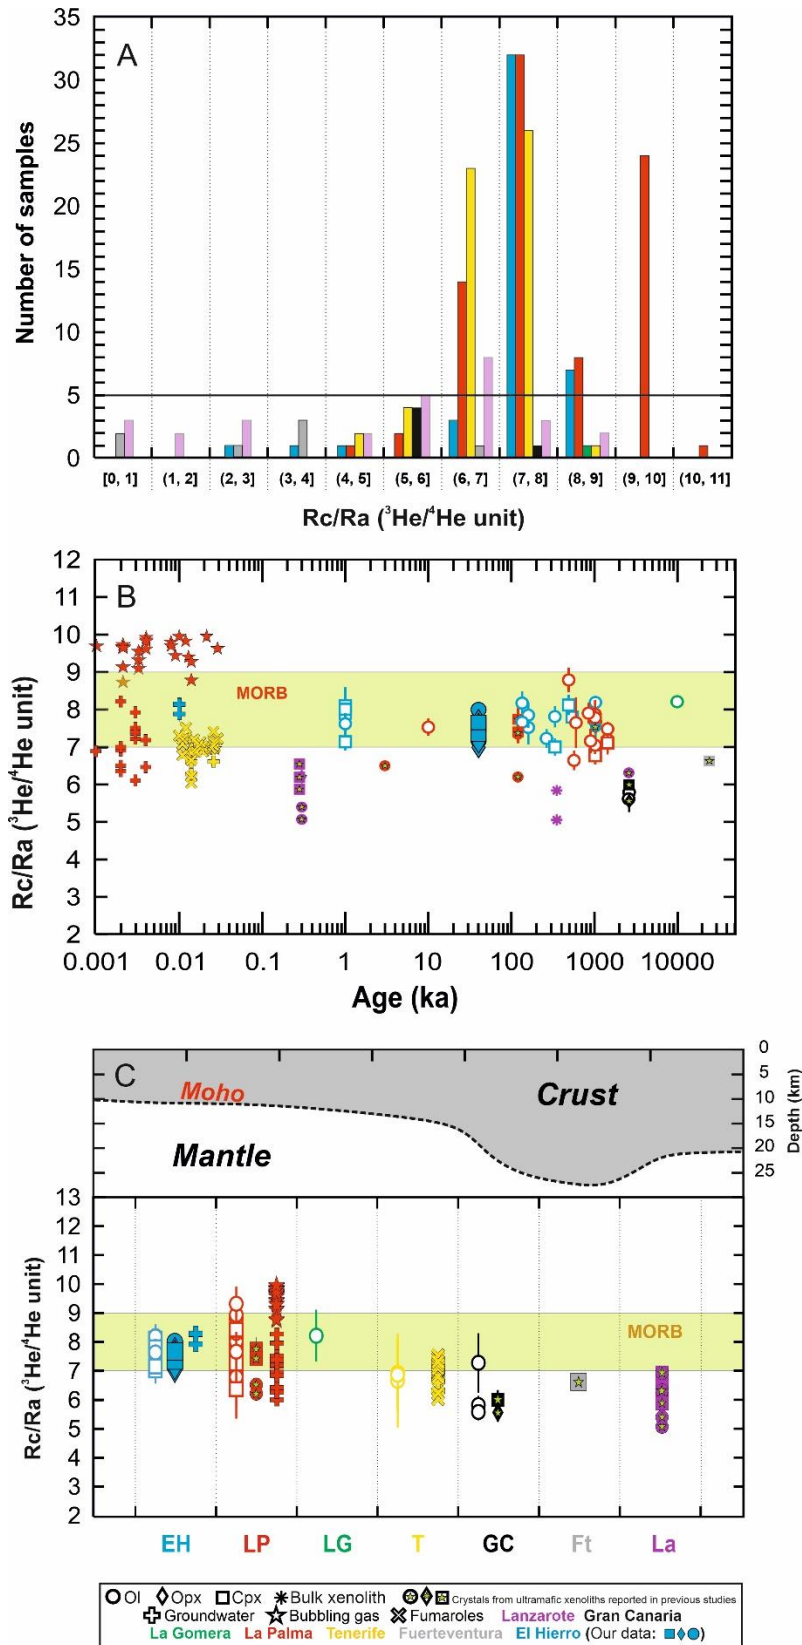 A
35
30
25
20
15
10
5
0
Number of samples
[0, 1] (1, 2] (2, 3] (3, 4] (4, 5] (5, 6] (6, 7] (7, 8] (8, 9] (9, 10] (10, 11]
Rc/Ra (³He/⁴He unit)
B
12
11
10
9
8
7
6
5
4
3
2
Rc/Ra (³He/⁴He unit)
MORB
0.001 0.01 0.1 1 10 100 1000 10000
Age (ka)
C
Moho
Crust
Mantle
0
5
10
15
20
25
Depth (km)
13
12
11
10
9
8
7
6
5
4
3
2
Rc/Ra (³He/⁴He unit)
MORB
EH LP LG T GC Ft La
Ol Opx Cpx Bulk xenolith Crystals from ultramafic xenoliths reported in previous studies
Groundwater Bubbling gas Fumaroles Lanzarote Gran Canaria
La Gomera La Palma Tenerife Fuerteventura El Hierro (Our data: )